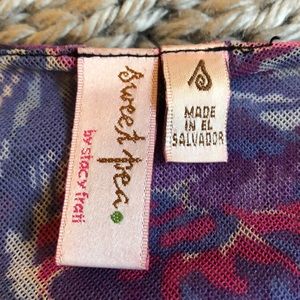 sweet pea
by stacy frati
MADE
IN EL
SALVADOR